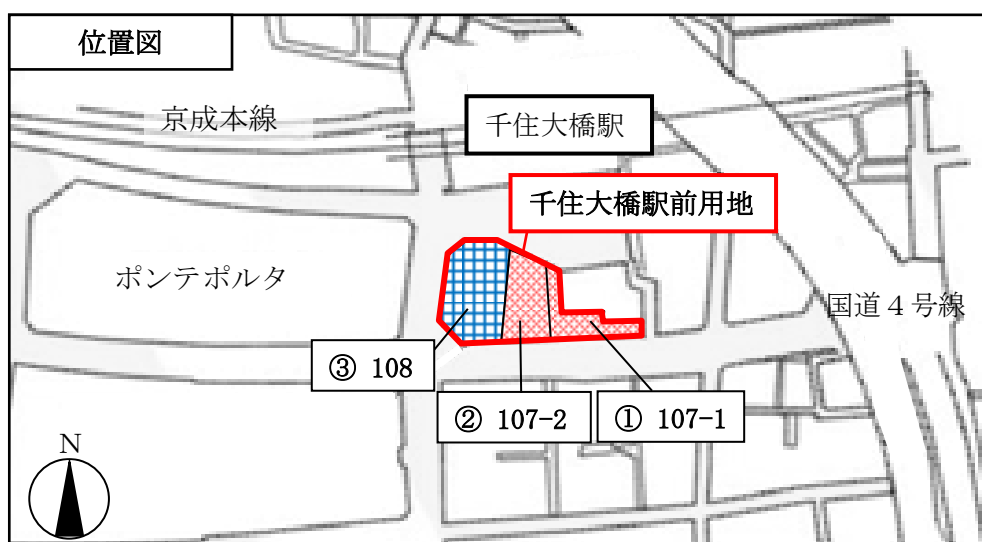 位置図
京成本線
千住大橋駅
千住大橋駅前用地
ポンテポルタ
国道４号線
③ 108
② 107-2
① 107-1
N